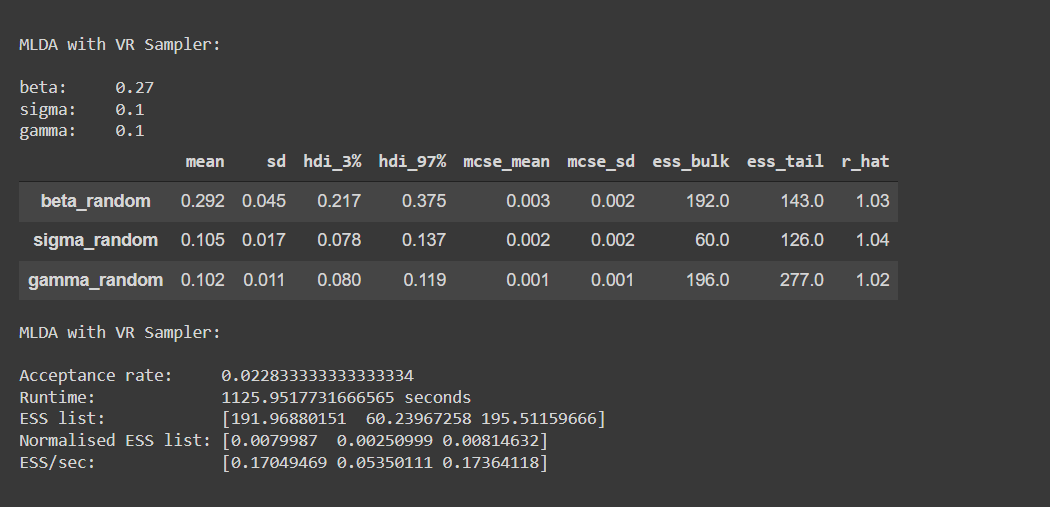 MLDA with VR Sampler:
beta: 0.27
sigma: 0.1
gamma: 0.1
mean sd hdi_3% hdi_97% mcse_mean mcse_sd ess_bulk ess_tail r_hat
beta_random 0.292 0.045 0.217 0.375 0.003 0.002 192.0 143.0 1.03
sigma_random 0.105 0.017 0.078 0.137 0.002 0.002 60.0 126.0 1.04
gamma_random 0.102 0.011 0.080 0.119 0.001 0.001 196.0 277.0 1.02
MLDA with VR Sampler:
Acceptance rate: 0.022833333333333334
Runtime: 1125.9517731666565 seconds
ESS list: [191.96880151 60.23967258 195.51159666]
Normalised ESS list: [0.0079987 0.00250999 0.00814632]
ESS/sec: [0.17049469 0.05350111 0.17364118]